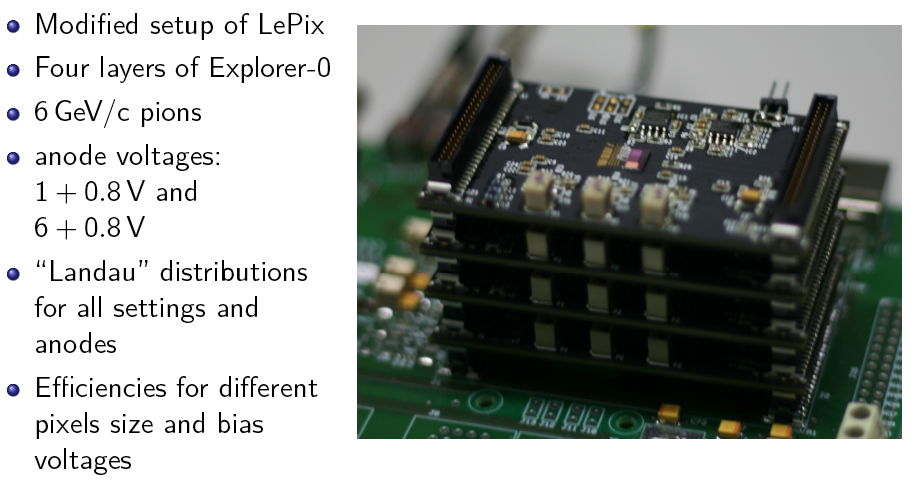 Modified setup of LePix
Four layers of Explorer-0
6 GeV/c pions
anode voltages:
1 + 0.8 V and
6 + 0.8 V
“Landau” distributions
for all settings and
anodes
Efficiencies for different
pixels size and bias
voltages